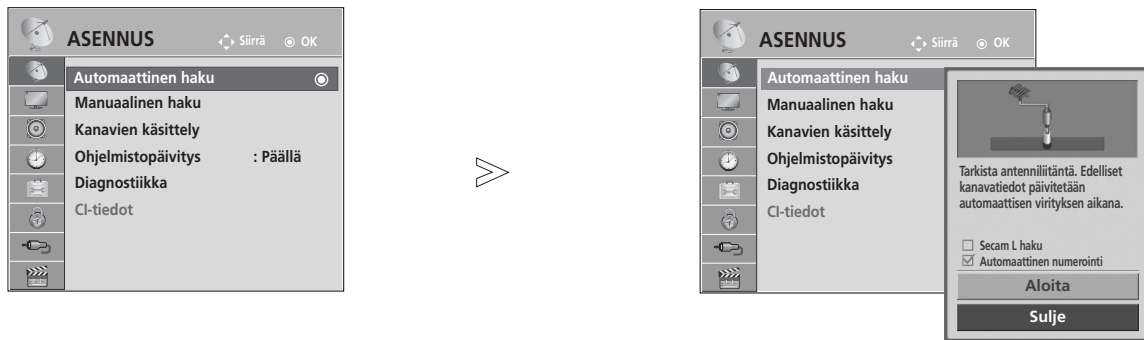 ASENNUS Siirrä OK
Automaattinen haku
Manuaalinen haku
Kanavien käsittely
Ohjelmistopäivitys : Päällä
Diagnostiikka
CI-tiedot
ASENNUS Siirrä OK
Automaattinen haku
Manuaalinen haku
Kanavien käsittely
Ohjelmistopäivitys
Diagnostiikka
CI-tiedot
Tarkista antenniliitäntä. Edelliset
kanavatiedot päivitetään
automaattisen virityksen aikana.
Secam L haku
Automaattinen numerointi
Aloita
Sulje